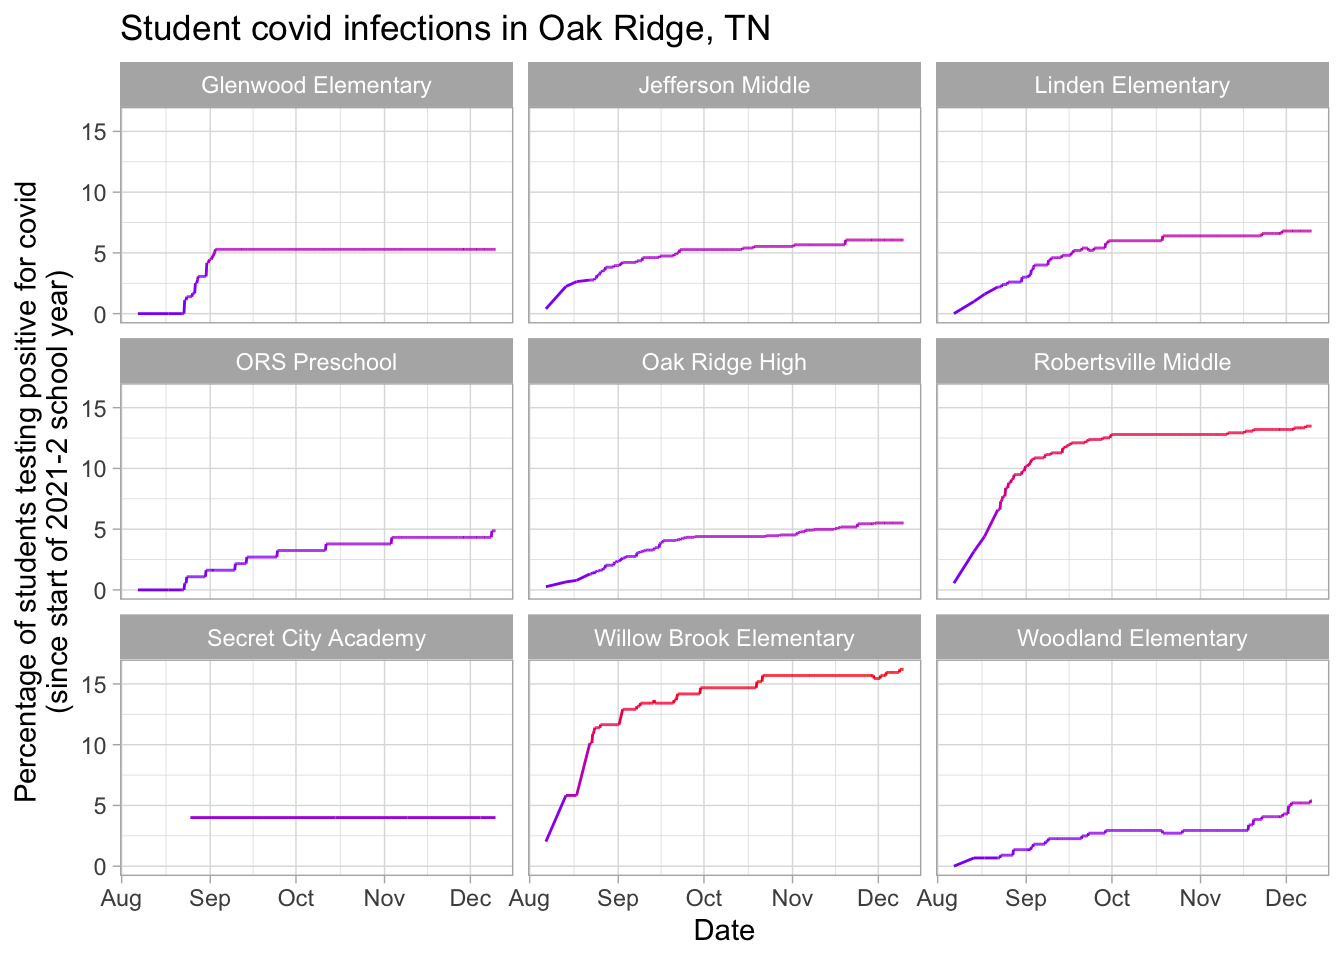 Student covid infections in Oak Ridge, TN
Percentage of students testing positive for covid
(since start of 2021-2 school year)
Glenwood Elementary
Jefferson Middle
Linden Elementary
15
10
5
0
ORS Preschool
Oak Ridge High
Robertsville Middle
15
10
5
0
Secret City Academy
Willow Brook Elementary
Woodland Elementary
15
10
5
0
Aug Sep Oct Nov Dec Aug Sep Oct Nov Dec Aug Sep Oct Nov Dec
Date